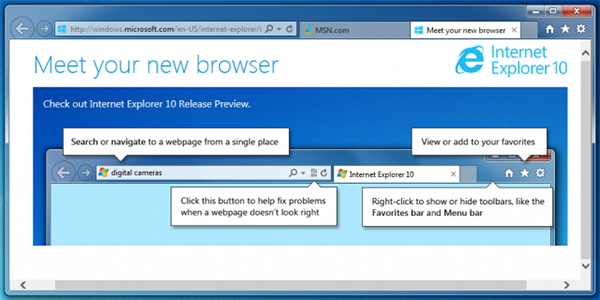 http://windows.microsoft.com/en-US/internet-explorer/i
MSN.com
Meet your new browser
Meet your new browser
Internet
Explorer 10
Check out Internet Explorer 10 Release Preview.
Search or navigate to a webpage from a single place
View or add to your favorites
digital cameras
Internet Explorer 10
Click this button to help fix problems
when a webpage doesn't look right
Right-click to show or hide toolbars, like the
Favorites bar and Menu bar